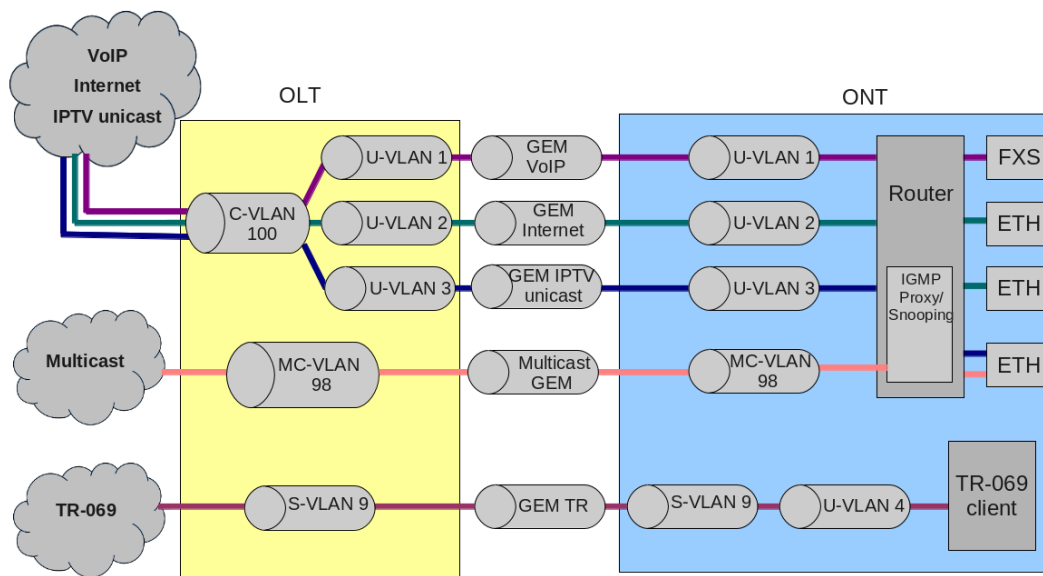 VoIP
Internet
IPTV unicast
OLT
ONT
C-VLAN
100
U-VLAN 1
GEM
VoIP
U-VLAN 1
Router
FXS
U-VLAN 2
GEM
Internet
U-VLAN 2
ETH
U-VLAN 3
GEM IPTV
unicast
U-VLAN 3
IGMP
Proxy/
Snooping
ETH
Multicast
MC-VLAN
98
Multicast
GEM
MC-VLAN
98
ETH
TR-069
S-VLAN 9
GEM TR
S-VLAN 9
U-VLAN 4
TR-069
client